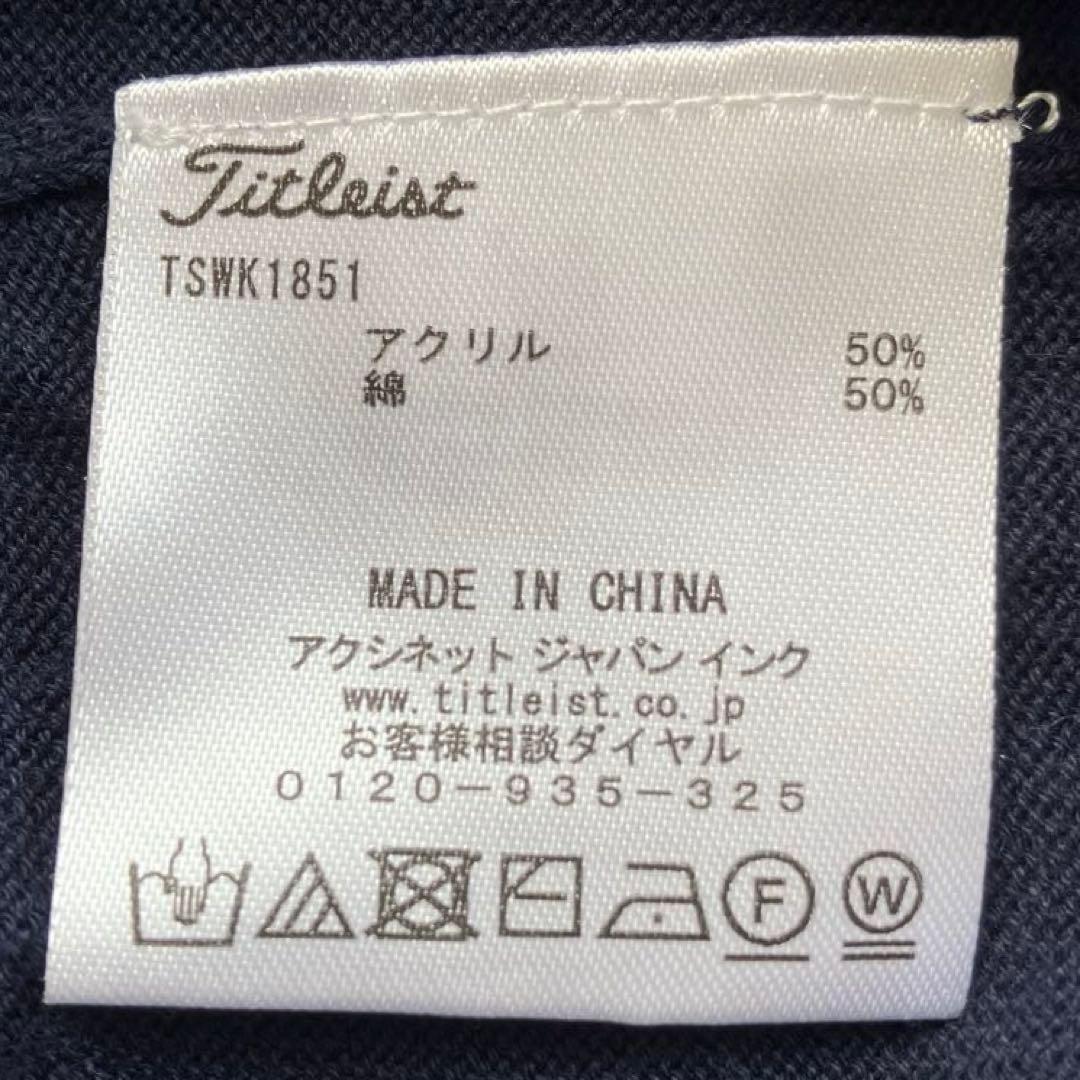 Titleist
TSWK1851
アクリル 50%
綿 50%
MADE IN CHINA
アクシネット ジャパン インク
www.titleist.co.jp
お客様相談ダイヤル
0120-935-325
F W